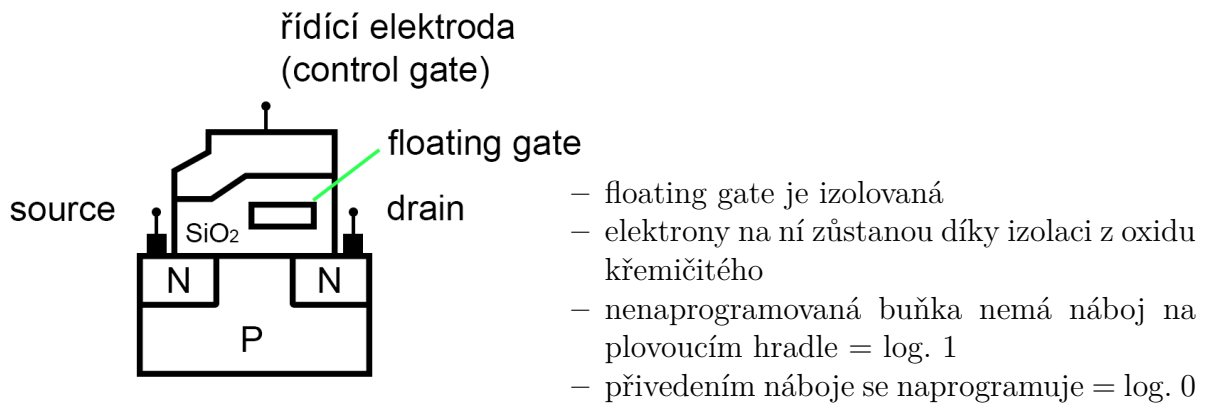 řídící elektroda
(control gate)
floating gate
source
drain
SiO₂
N
N
P
– floating gate je izolovaná
– elektrony na ní zůstanou díky izolaci z oxidu
křemičitého
– nenaprogramovaná buňka nemá náboj na
plovoucím hradle = log. 1
– přivedením náboje se naprogramuje = log. 0